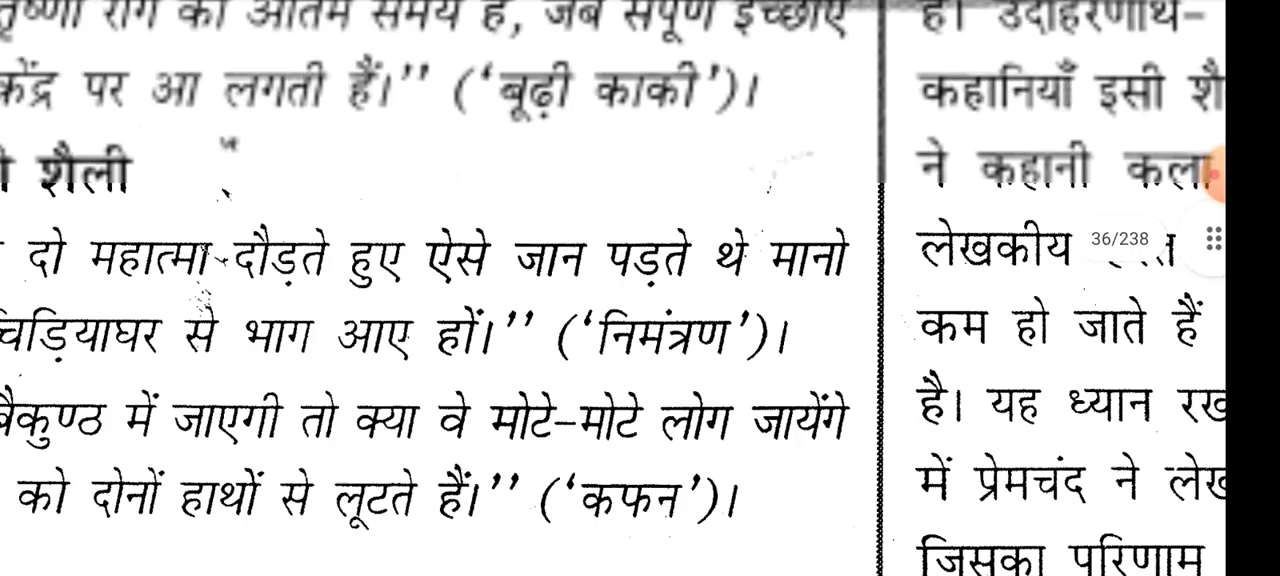 तृष्णा रोग का अंतिम समय है, जब संपूर्ण इच्छाएँ
केंद्र पर आ लगती हैं।’’ (‘बूढ़ी काकी’)।
शैली
दो महात्मा दौड़ते हुए ऐसे जान पड़ते थे मानो
चिड़ियाघर से भाग आए हों।’’ (‘निमंत्रण’)।
बैकुण्ठ में जाएगी तो क्या वे मोटे-मोटे लोग जायेंगे
को दोनों हाथों से लूटते हैं।’’ (‘कफन’)।
है। उदाहरणार्थ-
कहानियाँ इसी
ने कहानी कला
लेखकीय
कम हो जाते हैं
है। यह ध्यान
में प्रेमचंद ने
जिसका परिणाम
36/238